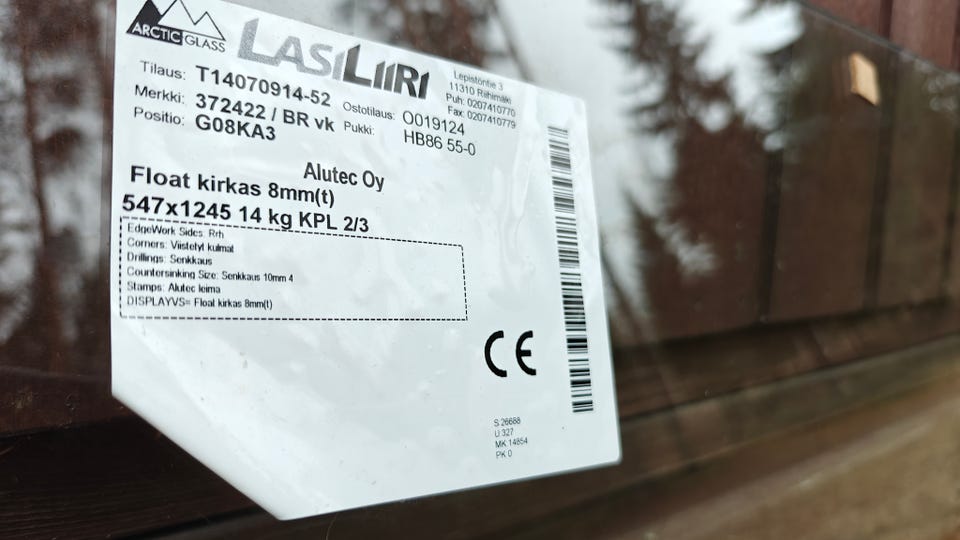 ARCTIC GLASS
LASILIIRI
Lepistöntie 3
11310 Riihimäki
Puh: 0207410770
Fax: 0207410779
Tilaus: T14070914-52
Merkki: 372422 / BR vk Ostotilaus: O019124
Positio: G08KA3 Pukki: HB86 55-0
Alutec Oy
Float kirkas 8mm(t)
547x1245 14 kg KPL 2/3
EdgeWork Sides: Rrh
Corners: Viistetyt kulmat
Drillings: Senkkaus
Countersinking Size: Senkkaus 10mm 4
Stamps: Alutec leima
DISPLAYVS= Float kirkas 8mm(t)
CE
S 26688
U 327
MK 14854
PK 0